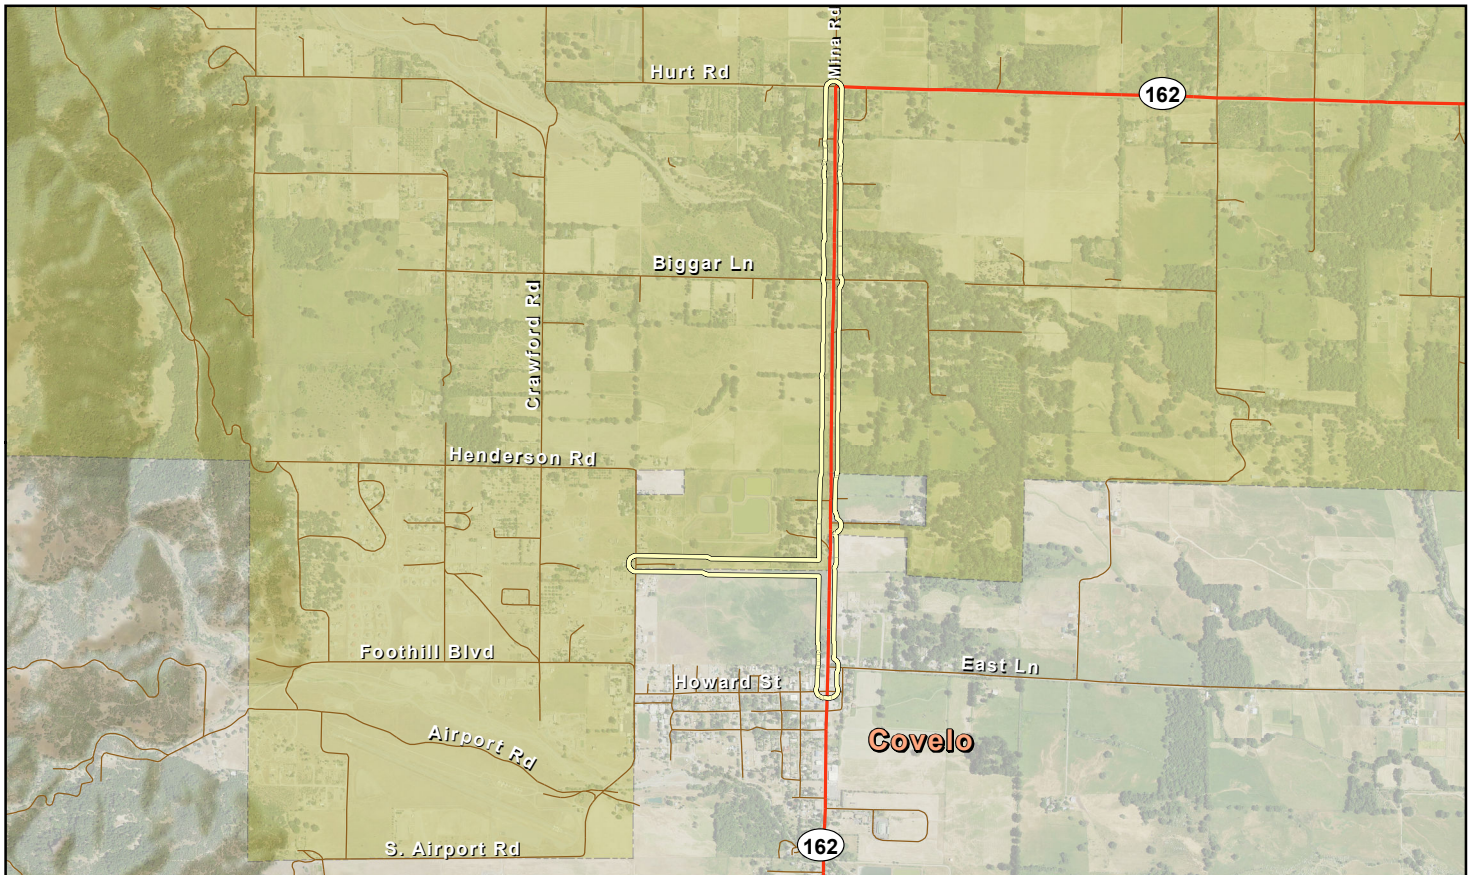 Mina Rd
Hurt Rd
162
Biggar Ln
Crawford Rd
Henderson Rd
Foothill Blvd
East Ln
Howard St
Airport Rd
Covelo
S. Airport Rd
162